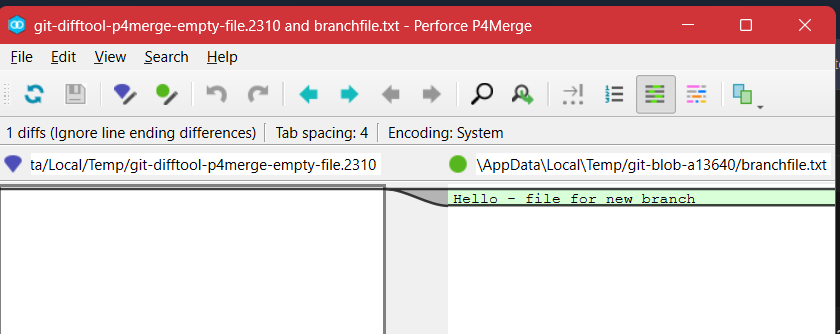 git-difftool-p4merge-empty-file.2310 and branchfile.txt - Perforce P4Merge
File Edit View Search Help
1 diffs (Ignore line ending differences) Tab spacing: 4 Encoding: System
ta/Local/Temp/git-difftool-p4merge-empty-file.2310 \AppData\Local\Temp/git-blob-a13640/branchfile.txt
Hello - file for new branch